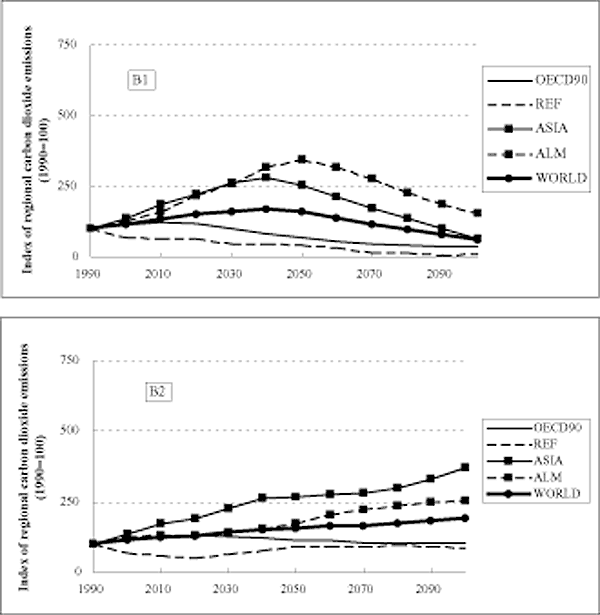 Index of regional carbon dioxide emissions
(1990=100)
750
500
250
0
B1
1990
2010
2030
2050
2070
2090
OECD90
REF
ASIA
ALM
WORLD
Index of regional carbon dioxide emissions
(1990=100)
750
500
250
0
B2
1990
2010
2030
2050
2070
2090
OECD90
REF
ASIA
ALM
WORLD